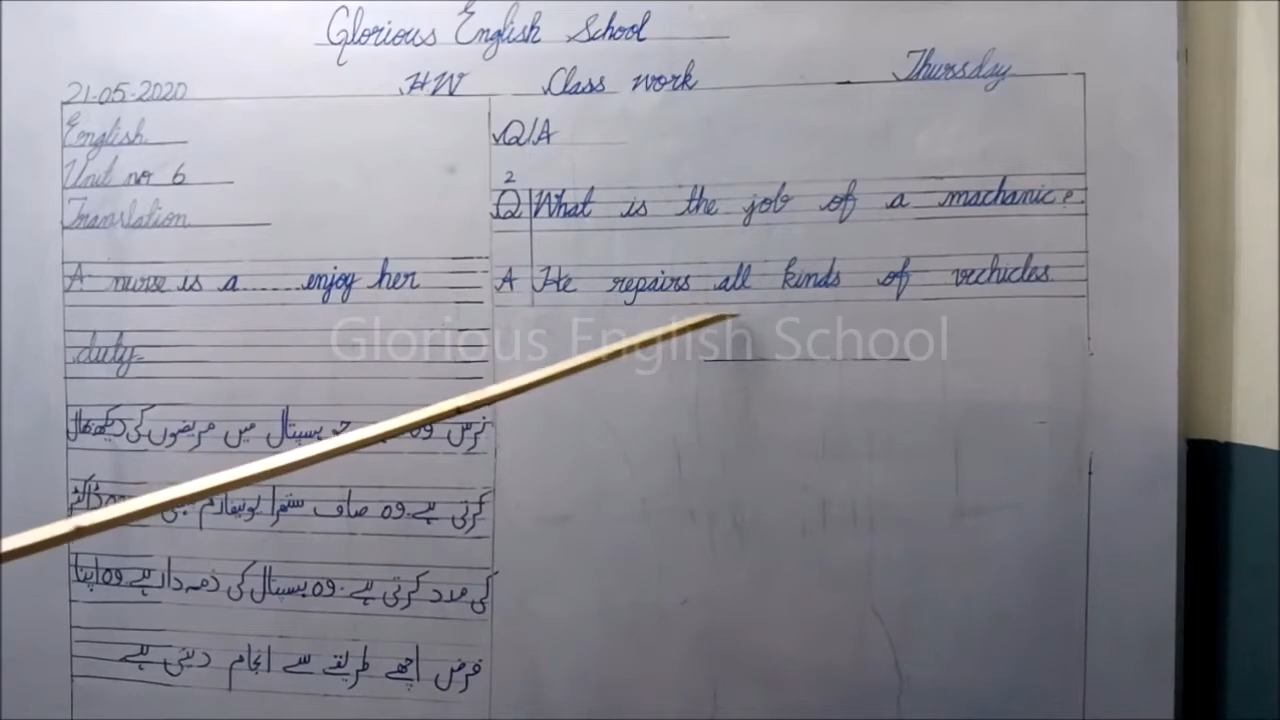 Glorious English School
HW Class work Thursday
21-05-2020
English
Unit no 6
Translation
A nurse is a ...... enjoy her
duty.
نرس وہ جو ہسپتال میں مریضوں کی دیکھ بھال
کرتی ہے۔ وہ صاف ستھرا یونیفارم ڈاکٹر
کی مدد کرتی ہے۔ وہ ہسپتال کی ذمہ دار ہے وہ اپنا
فرض اچھے طریقے سے انجام دیتی ہے
Q/A
2
Q What is the job of a machanic?
A He repairs all kinds of vechicles.
Glorious English School